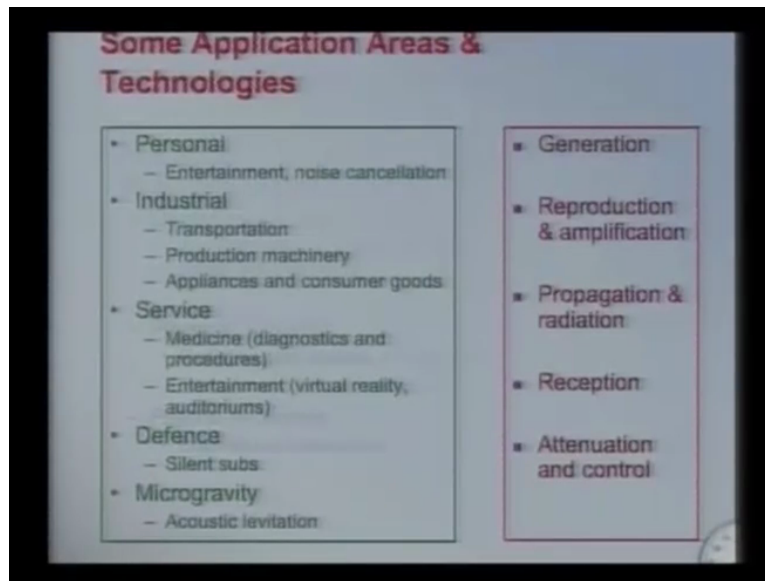 Some Application Areas &
Technologies
• Personal
– Entertainment, noise cancellation
• Industrial
– Transportation
– Production machinery
– Appliances and consumer goods
• Service
– Medicine (diagnostics and
procedures)
– Entertainment (virtual reality,
auditoriums)
• Defence
– Silent subs
• Microgravity
– Acoustic levitation
▪ Generation
▪ Reproduction
& amplification
▪ Propagation &
radiation
▪ Reception
▪ Attenuation
and control